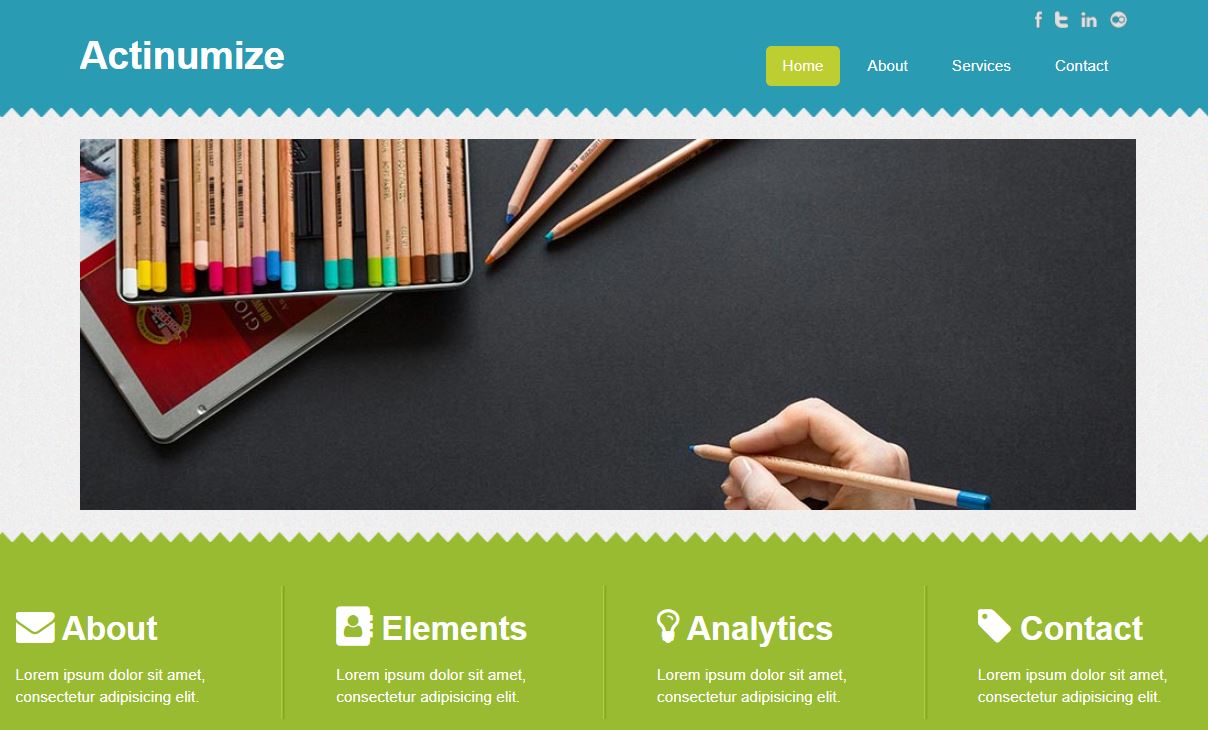 Actinumize
Home About Services Contact
GIO
About
Lorem ipsum dolor sit amet,
consectetur adipisicing elit.
Elements
Lorem ipsum dolor sit amet,
consectetur adipisicing elit.
Analytics
Lorem ipsum dolor sit amet,
consectetur adipisicing elit.
Contact
Lorem ipsum dolor sit amet,
consectetur adipisicing elit.